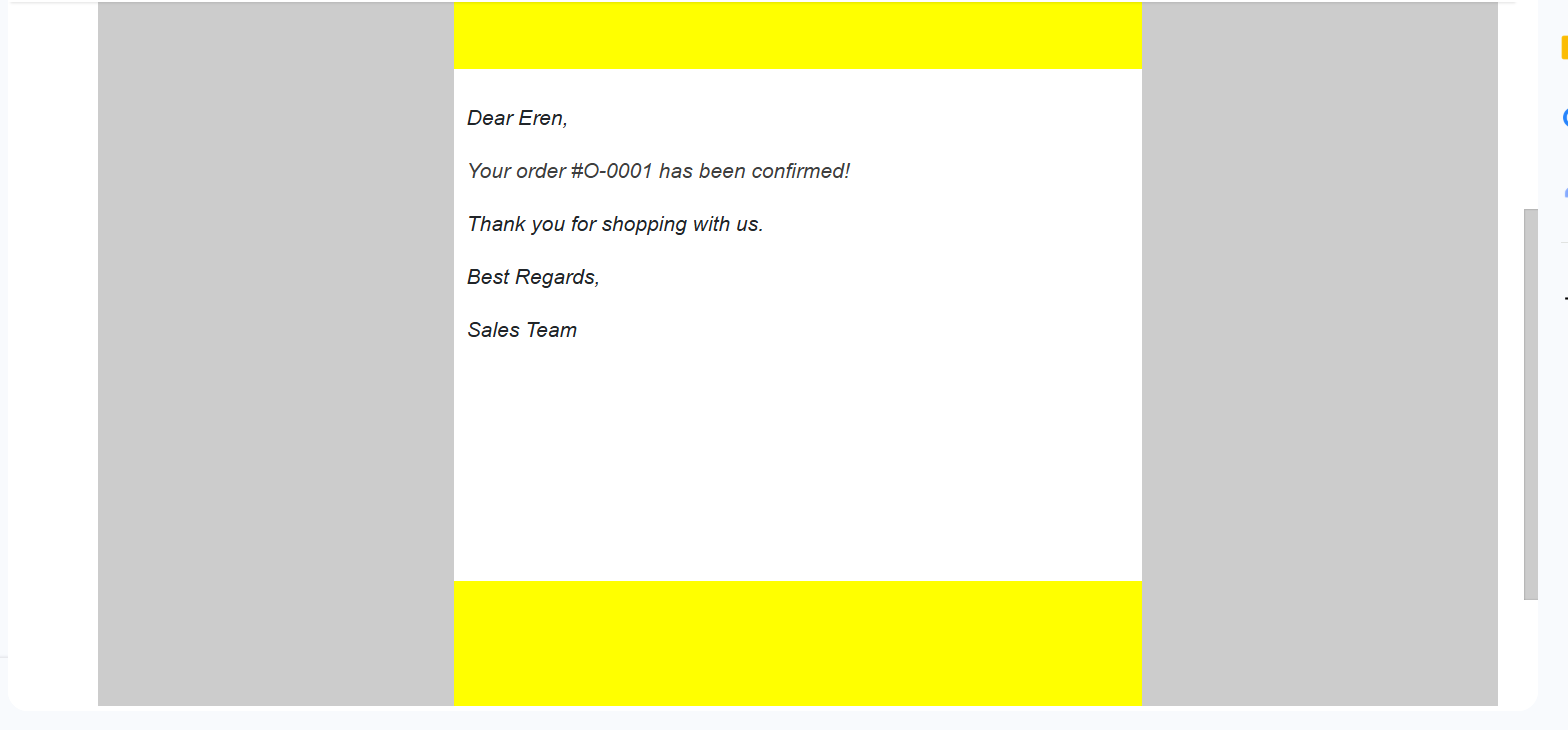 Dear Eren,
Your order #O-0001 has been confirmed!
Thank you for shopping with us.
Best Regards,
Sales Team